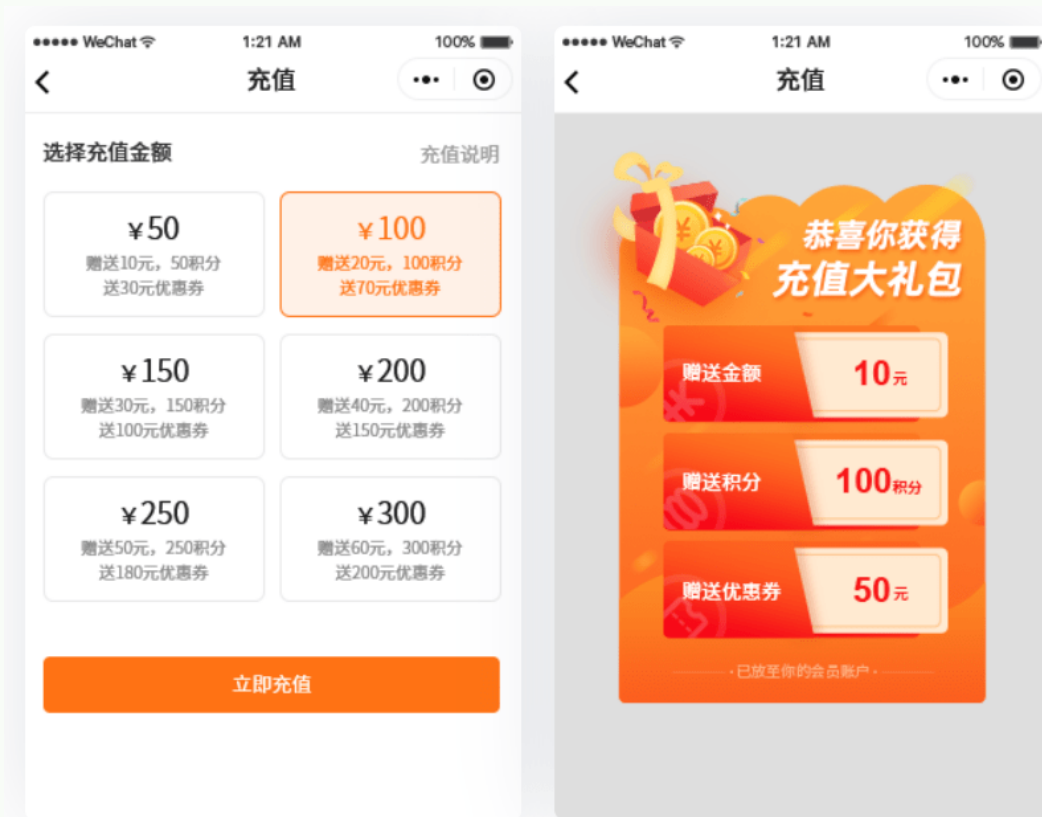 WeChat 1:21 AM 100%
充值
选择充值金额 充值说明
¥50
赠送10元，50积分
送30元优惠券
¥100
赠送20元，100积分
送70元优惠券
¥150
赠送30元，150积分
送100元优惠券
¥200
赠送40元，200积分
送150元优惠券
¥250
赠送50元，250积分
送180元优惠券
¥300
赠送60元，300积分
送200元优惠券
立即充值
WeChat 1:21 AM 100%
充值
恭喜你获得
充值大礼包
赠送金额 10元
赠送积分 100积分
赠送优惠券 50元
·已放至你的会员账户·